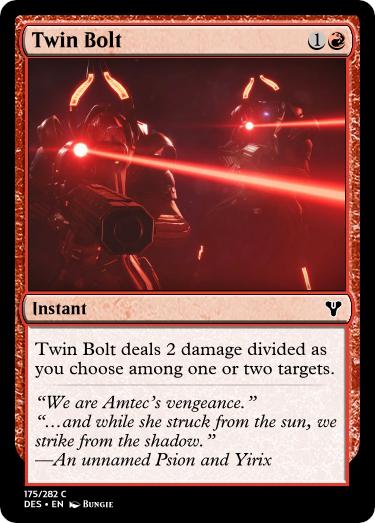 Twin Bolt
1
Instant
Twin Bolt deals 2 damage divided as
you choose among one or two targets.
“We are Amtec’s vengeance.”
“…and while she struck from the sun, we
strike from the shadow.”
—An unnamed Psion and Yirix
175/282 C
DES • EN Bungie